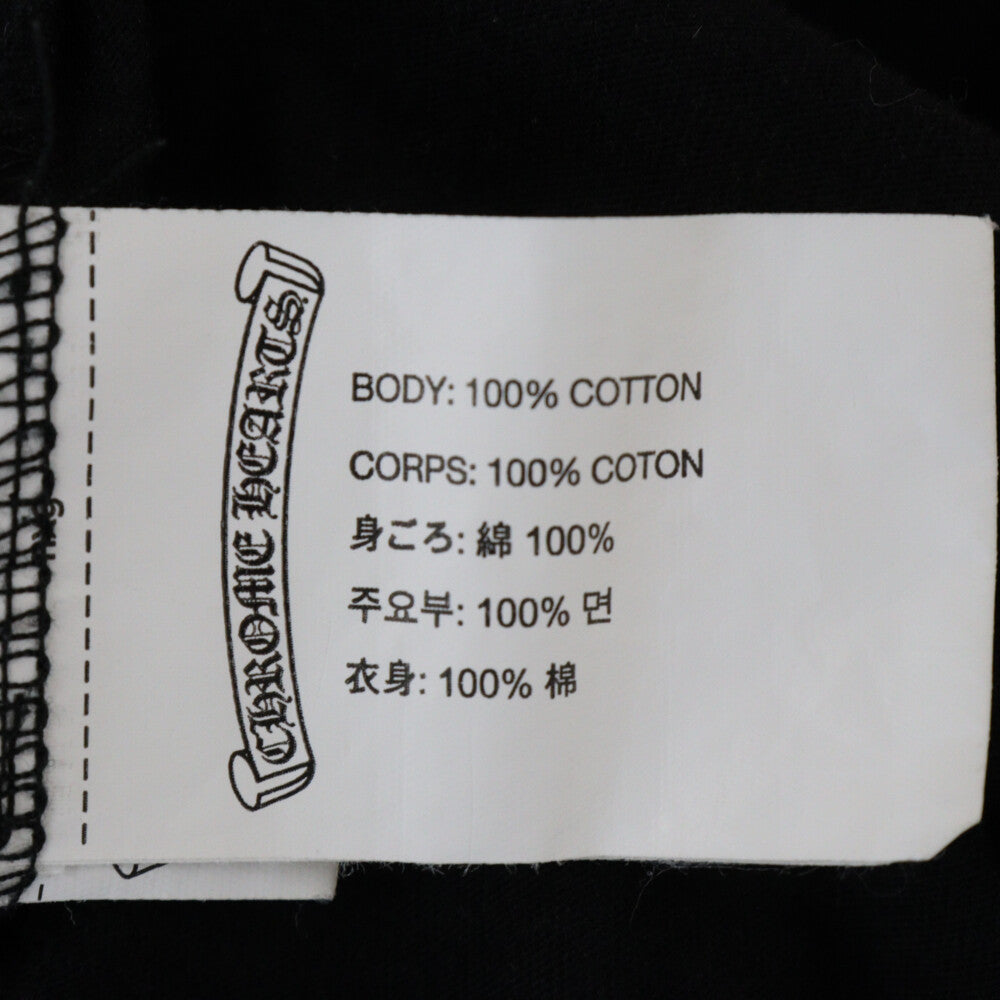 CHROME HEARTS
BODY: 100% COTTON
CORPS: 100% COTON
身ごろ: 綿 100%
주요부: 100% 면
衣身: 100% 棉